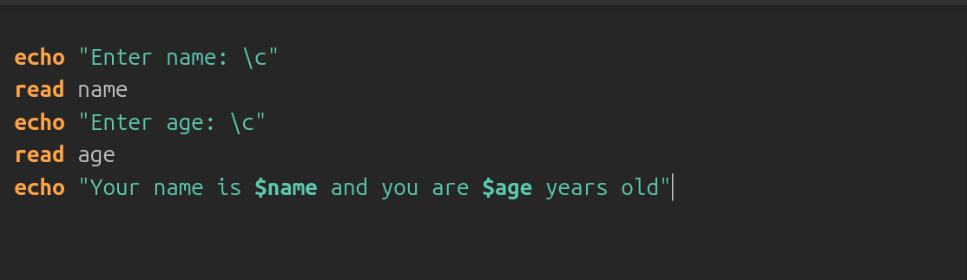 echo "Enter name: \c"
read name
echo "Enter age: \c"
read age
echo "Your name is $name and you are $age years old"